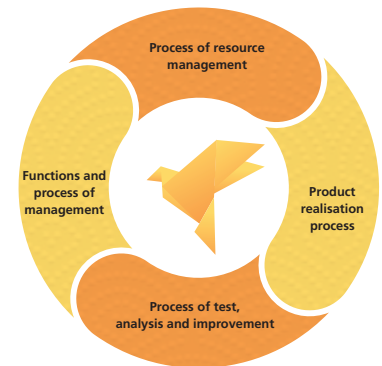 Process of resource
management
Functions and
process of
management
Product
realisation
process
Process of test,
analysis and improvement